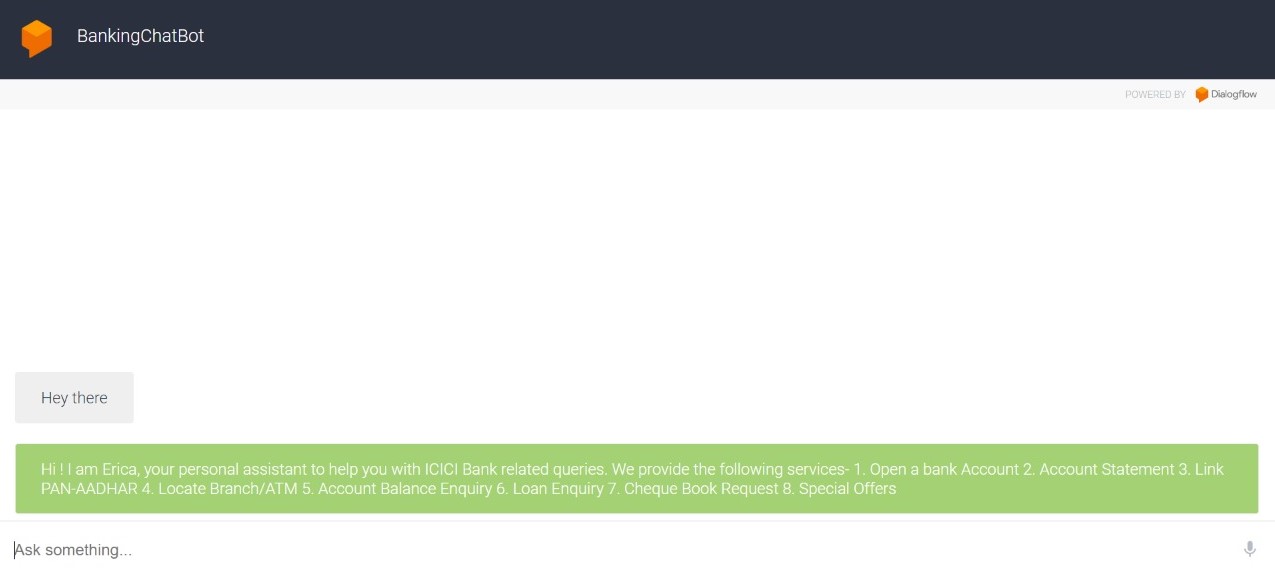 BankingChatBot
POWERED BY Dialogflow
Hey there
Hi ! I am Erica, your personal assistant to help you with ICICI Bank related queries. We provide the following services- 1. Open a bank Account 2. Account Statement 3. Link
PAN-AADHAR 4. Locate Branch/ATM 5. Account Balance Enquiry 6. Loan Enquiry 7. Cheque Book Request 8. Special Offers
Ask something...